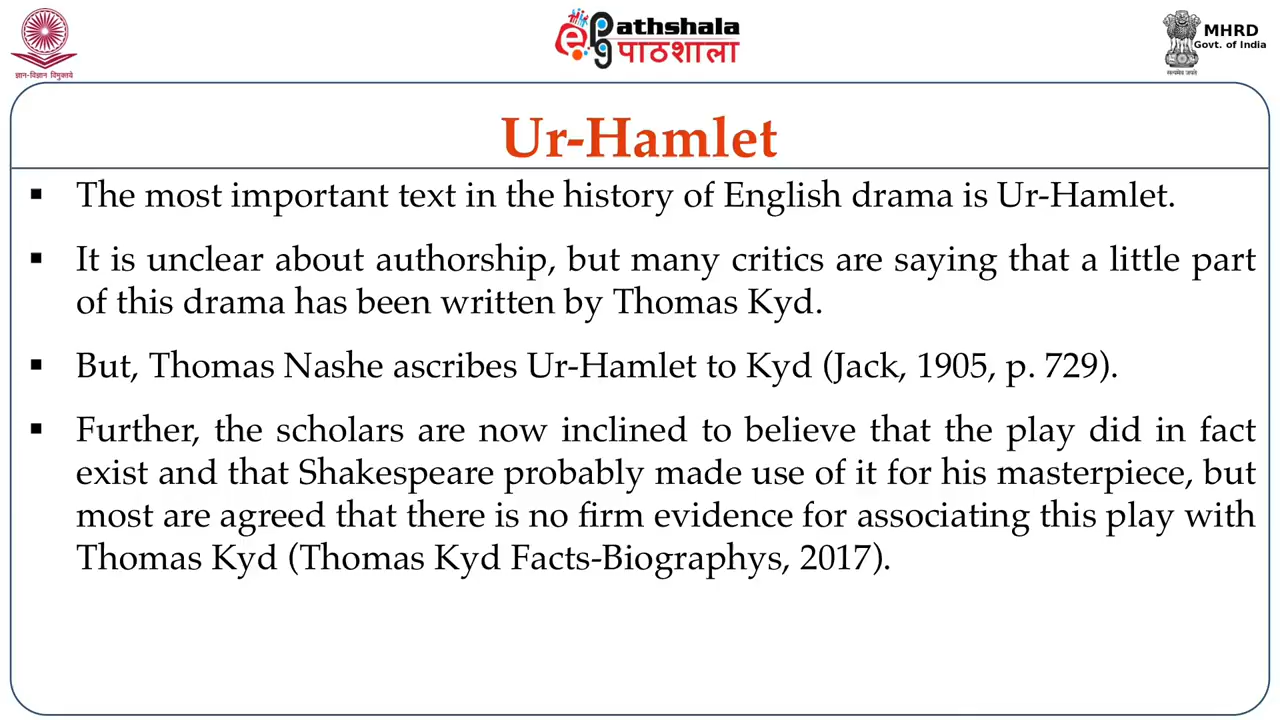 ज्ञान-विज्ञान विमुक्तये
ePathshala
पाठशाला
MHRD
Govt. of India
सत्यमेव जयते
Ur-Hamlet
▪ The most important text in the history of English drama is Ur-Hamlet.
▪ It is unclear about authorship, but many critics are saying that a little part
of this drama has been written by Thomas Kyd.
▪ But, Thomas Nashe ascribes Ur-Hamlet to Kyd (Jack, 1905, p. 729).
▪ Further, the scholars are now inclined to believe that the play did in fact
exist and that Shakespeare probably made use of it for his masterpiece, but
most are agreed that there is no firm evidence for associating this play with
Thomas Kyd (Thomas Kyd Facts-Biographys, 2017).